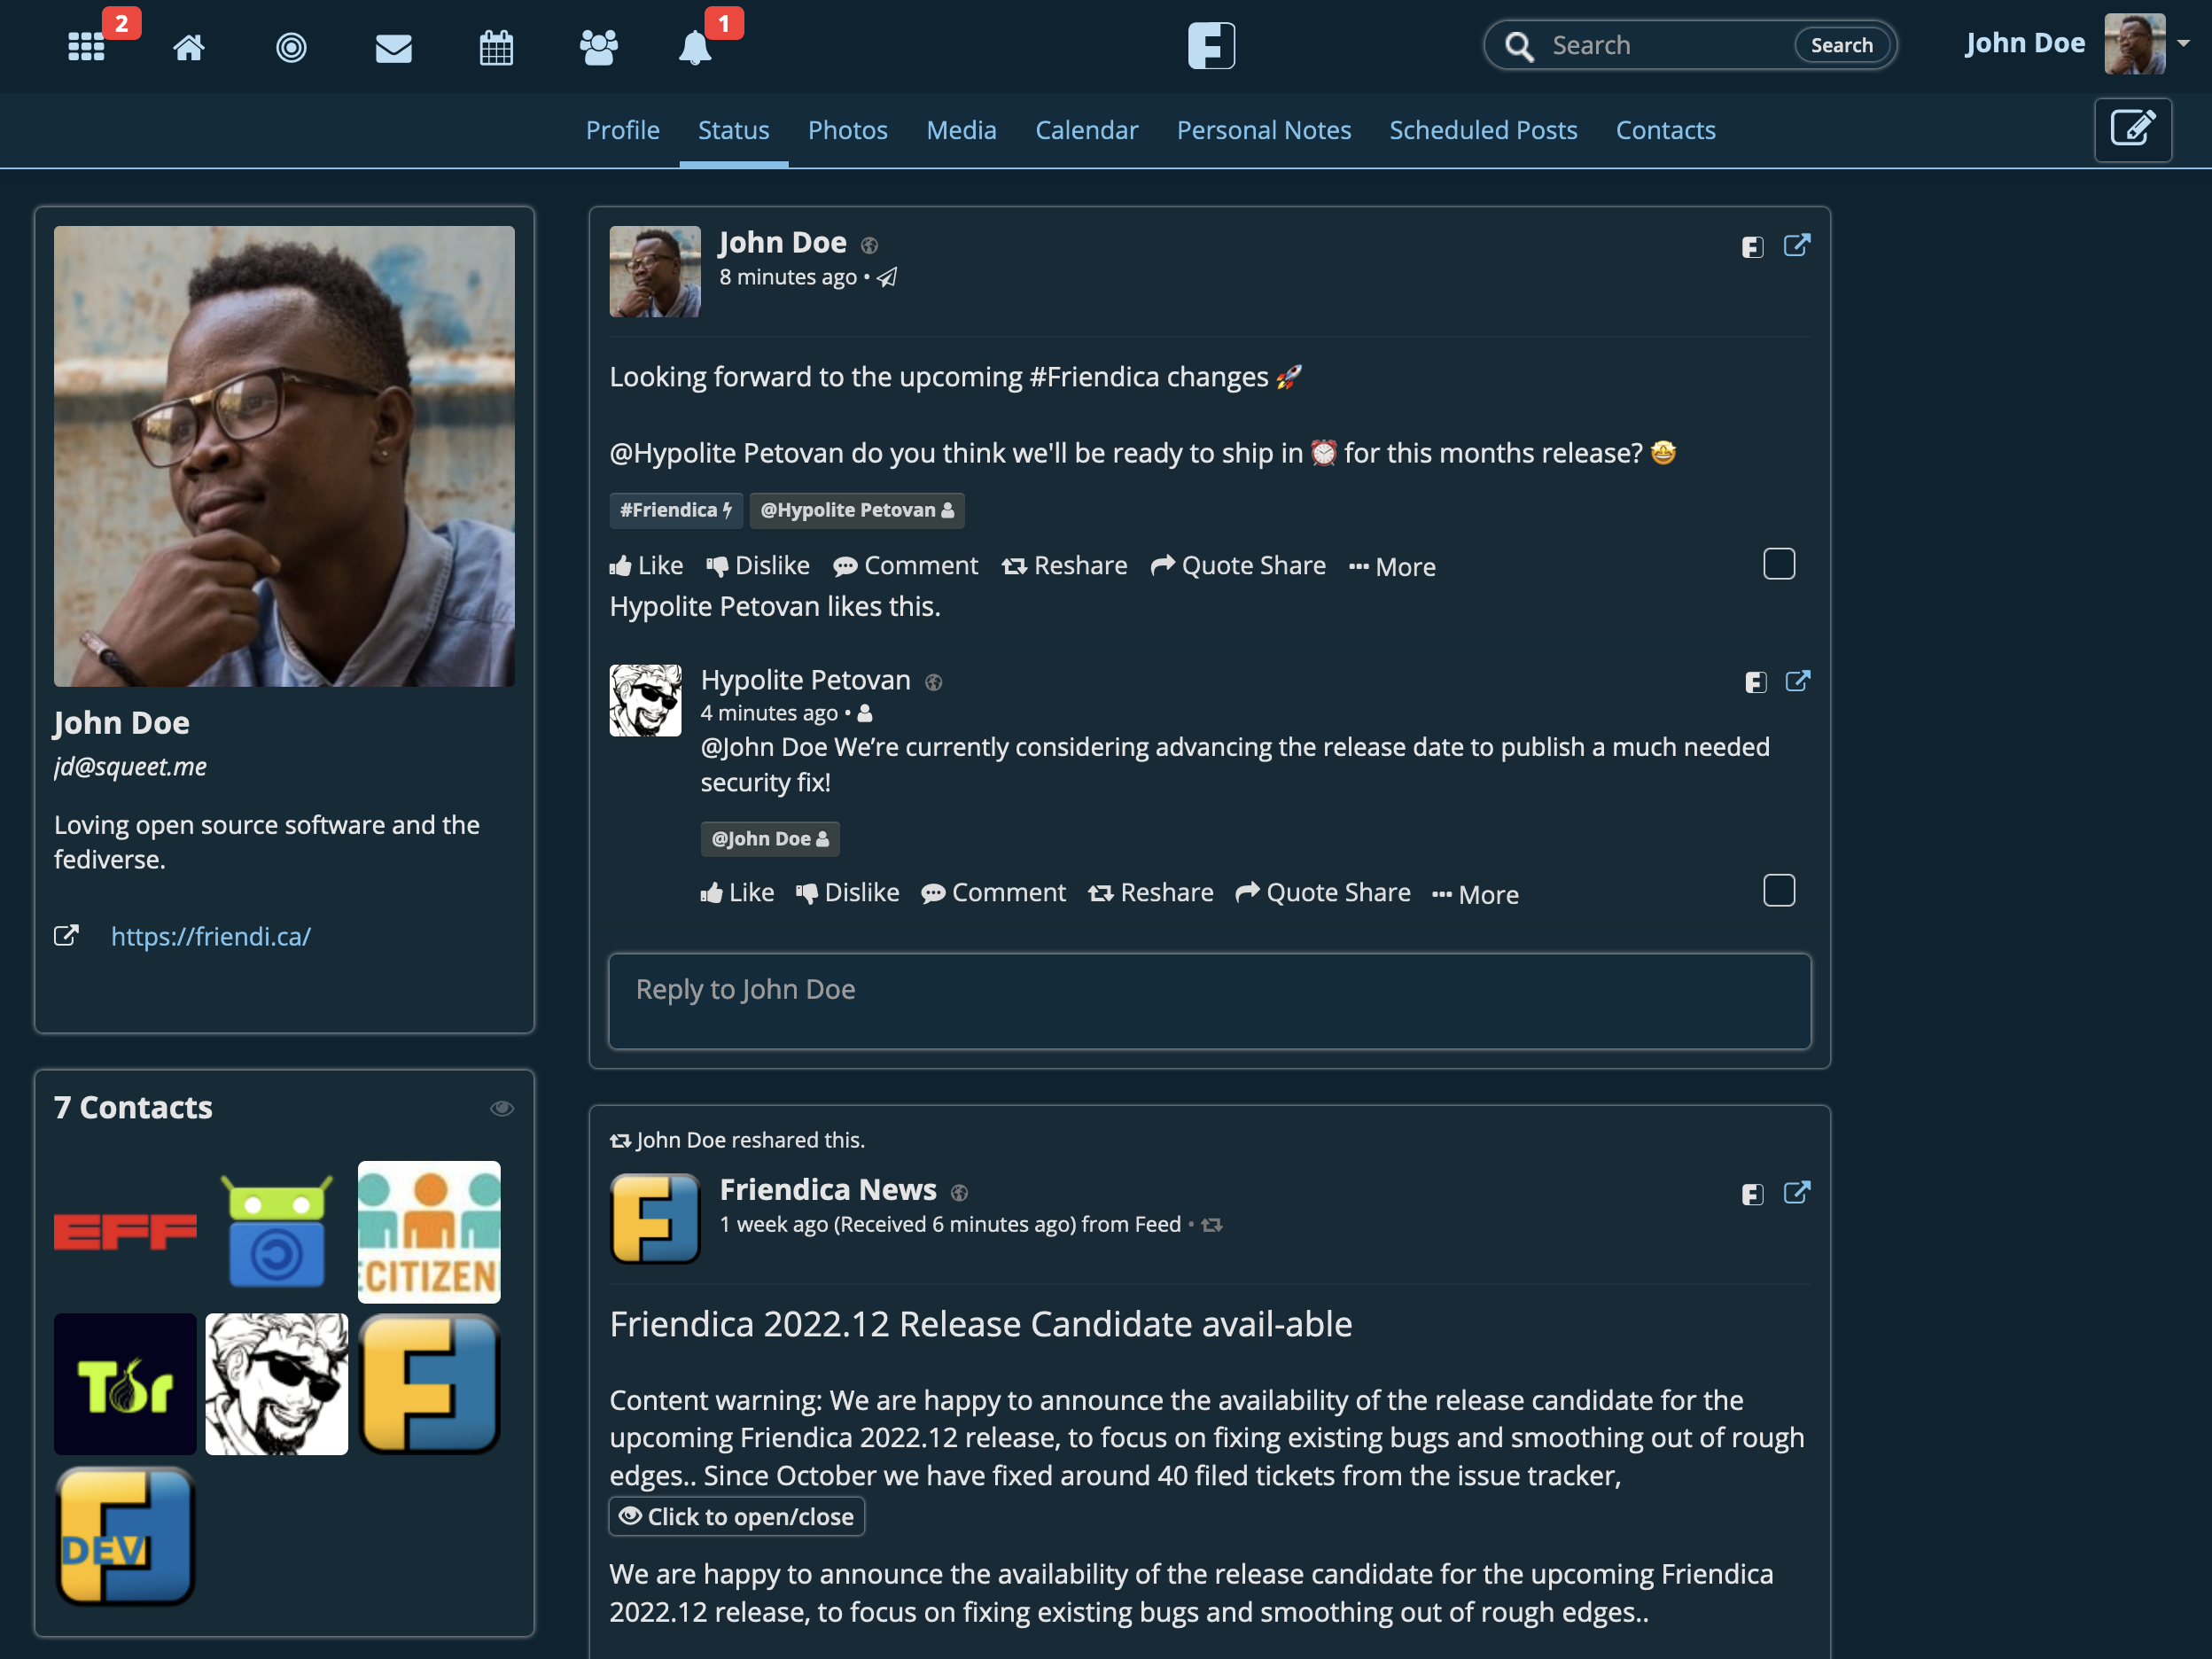 2
1
Search
Search
John Doe
Profile
Status
Photos
Media
Calendar
Personal Notes
Scheduled Posts
Contacts
John Doe
jd@squeet.me
Loving open source software and the
fediverse.
https://friendi.ca/
7 Contacts
EFF
CITIZEN
Tor
DEV
John Doe
8 minutes ago •
Looking forward to the upcoming #Friendica changes 🚀
@Hypolite Petovan do you think we'll be ready to ship in ⏰ for this months release? 🤩
#Friendica @Hypolite Petovan
Like Dislike Comment Reshare Quote Share ••• More
Hypolite Petovan likes this.
Hypolite Petovan
4 minutes ago •
@John Doe We’re currently considering advancing the release date to publish a much needed
security fix!
@John Doe
Like Dislike Comment Reshare Quote Share ••• More
Reply to John Doe
John Doe reshared this.
Friendica News
1 week ago (Received 6 minutes ago) from Feed •
Friendica 2022.12 Release Candidate avail-able
Content warning: We are happy to announce the availability of the release candidate for the
upcoming Friendica 2022.12 release, to focus on fixing existing bugs and smoothing out of rough
edges.. Since October we have fixed around 40 filed tickets from the issue tracker,
Click to open/close
We are happy to announce the availability of the release candidate for the upcoming Friendica
2022.12 release, to focus on fixing existing bugs and smoothing out of rough edges..